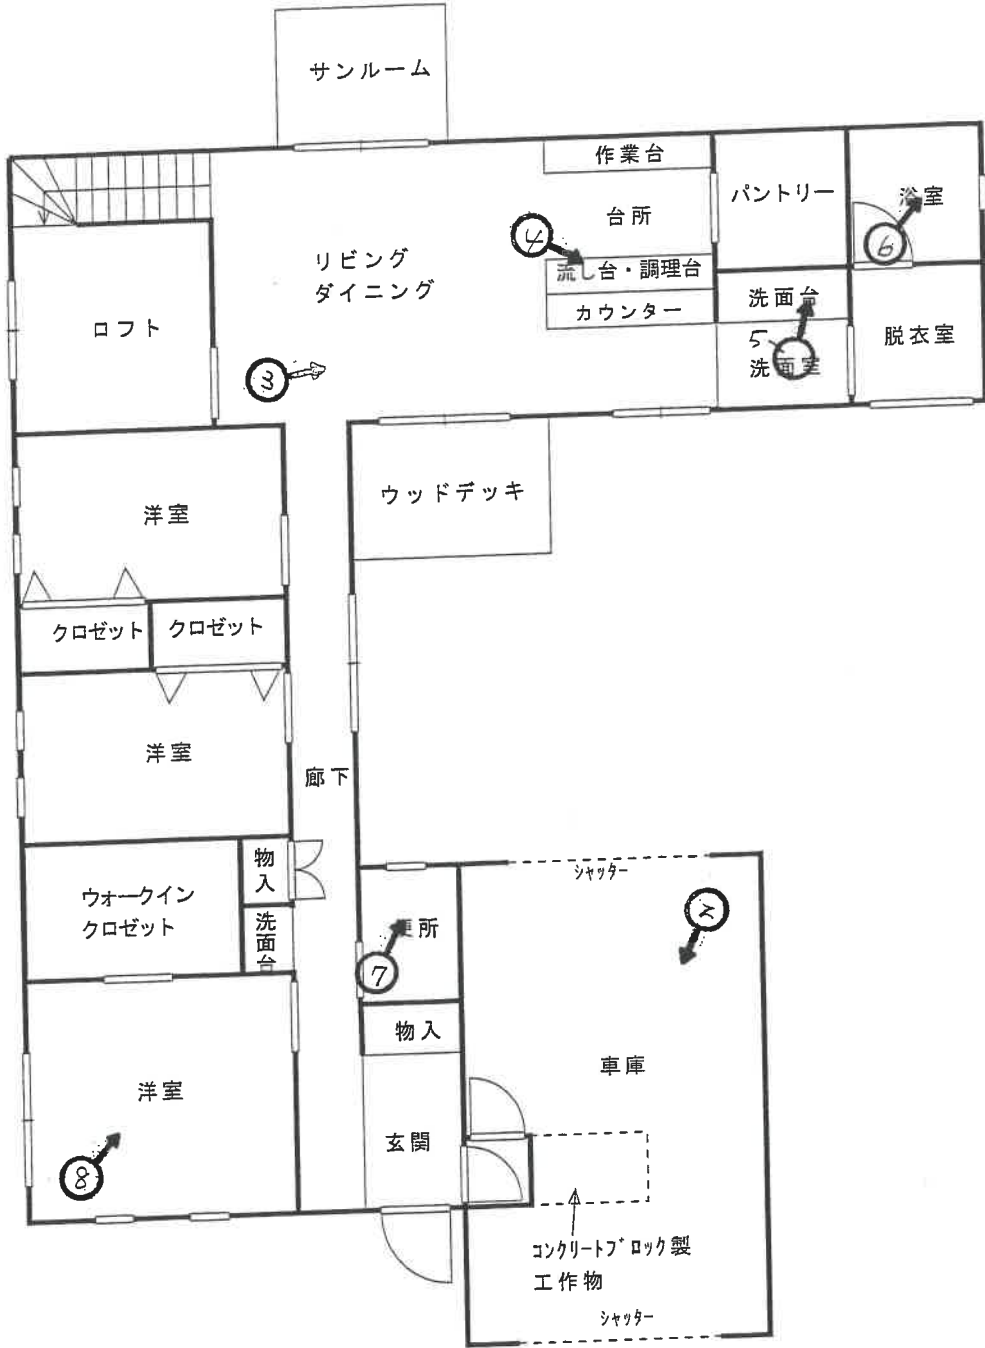 サンルーム
作業台
パントリー
浴室
台所
④
⑥
リビング
ダイニング
流し台・調理台
カウンター
洗面台
ロフト
5
洗面室
脱衣室
③
ウッドデッキ
洋室
クロゼット
クロゼット
洋室
廊下
物入
ウォークイン
クロゼット
洗面台
シャッター
②
便所
⑦
物入
車庫
洋室
玄関
⑧
コンクリートブロック製
工作物
シャッター